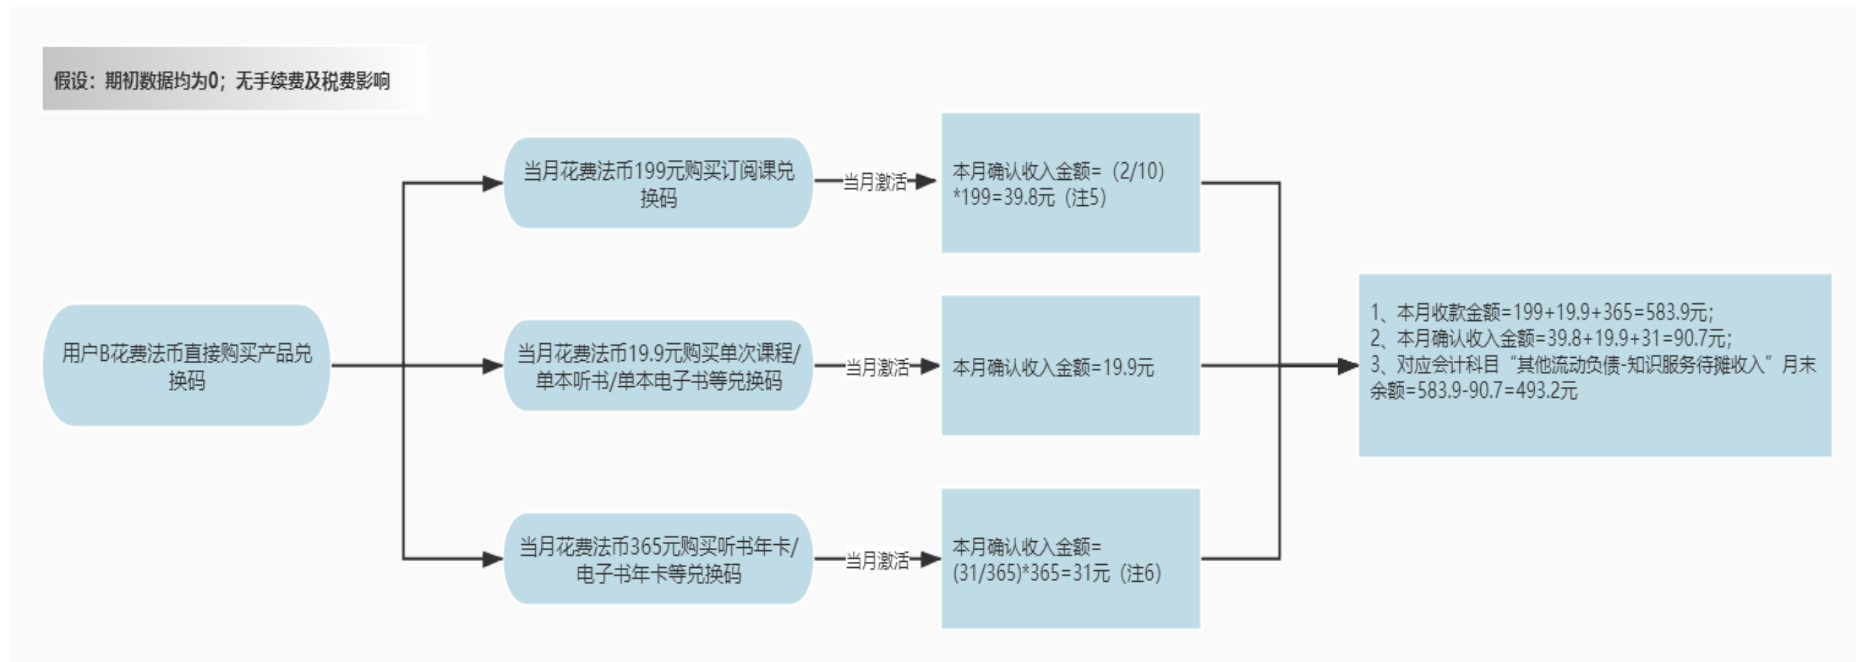 假设：期初数据均为0；无手续费及税费影响
用户B花费法币直接购买产品兑
换码
当月花费法币199元购买订阅课兑
换码
当月激活
本月确认收入金额=（2/10）
*199=39.8元（注5）
当月花费法币19.9元购买单次课程/
单本听书/单本电子书等兑换码
当月激活
本月确认收入金额=19.9元
当月花费法币365元购买听书年卡/
电子书年卡等兑换码
当月激活
本月确认收入金额=
(31/365)*365=31元（注6）
1、本月收款金额=199+19.9+365=583.9元；
2、本月确认收入金额=39.8+19.9+31=90.7元；
3、对应会计科目“其他流动负债-知识服务待摊收入”月末
余额=583.9-90.7=493.2元